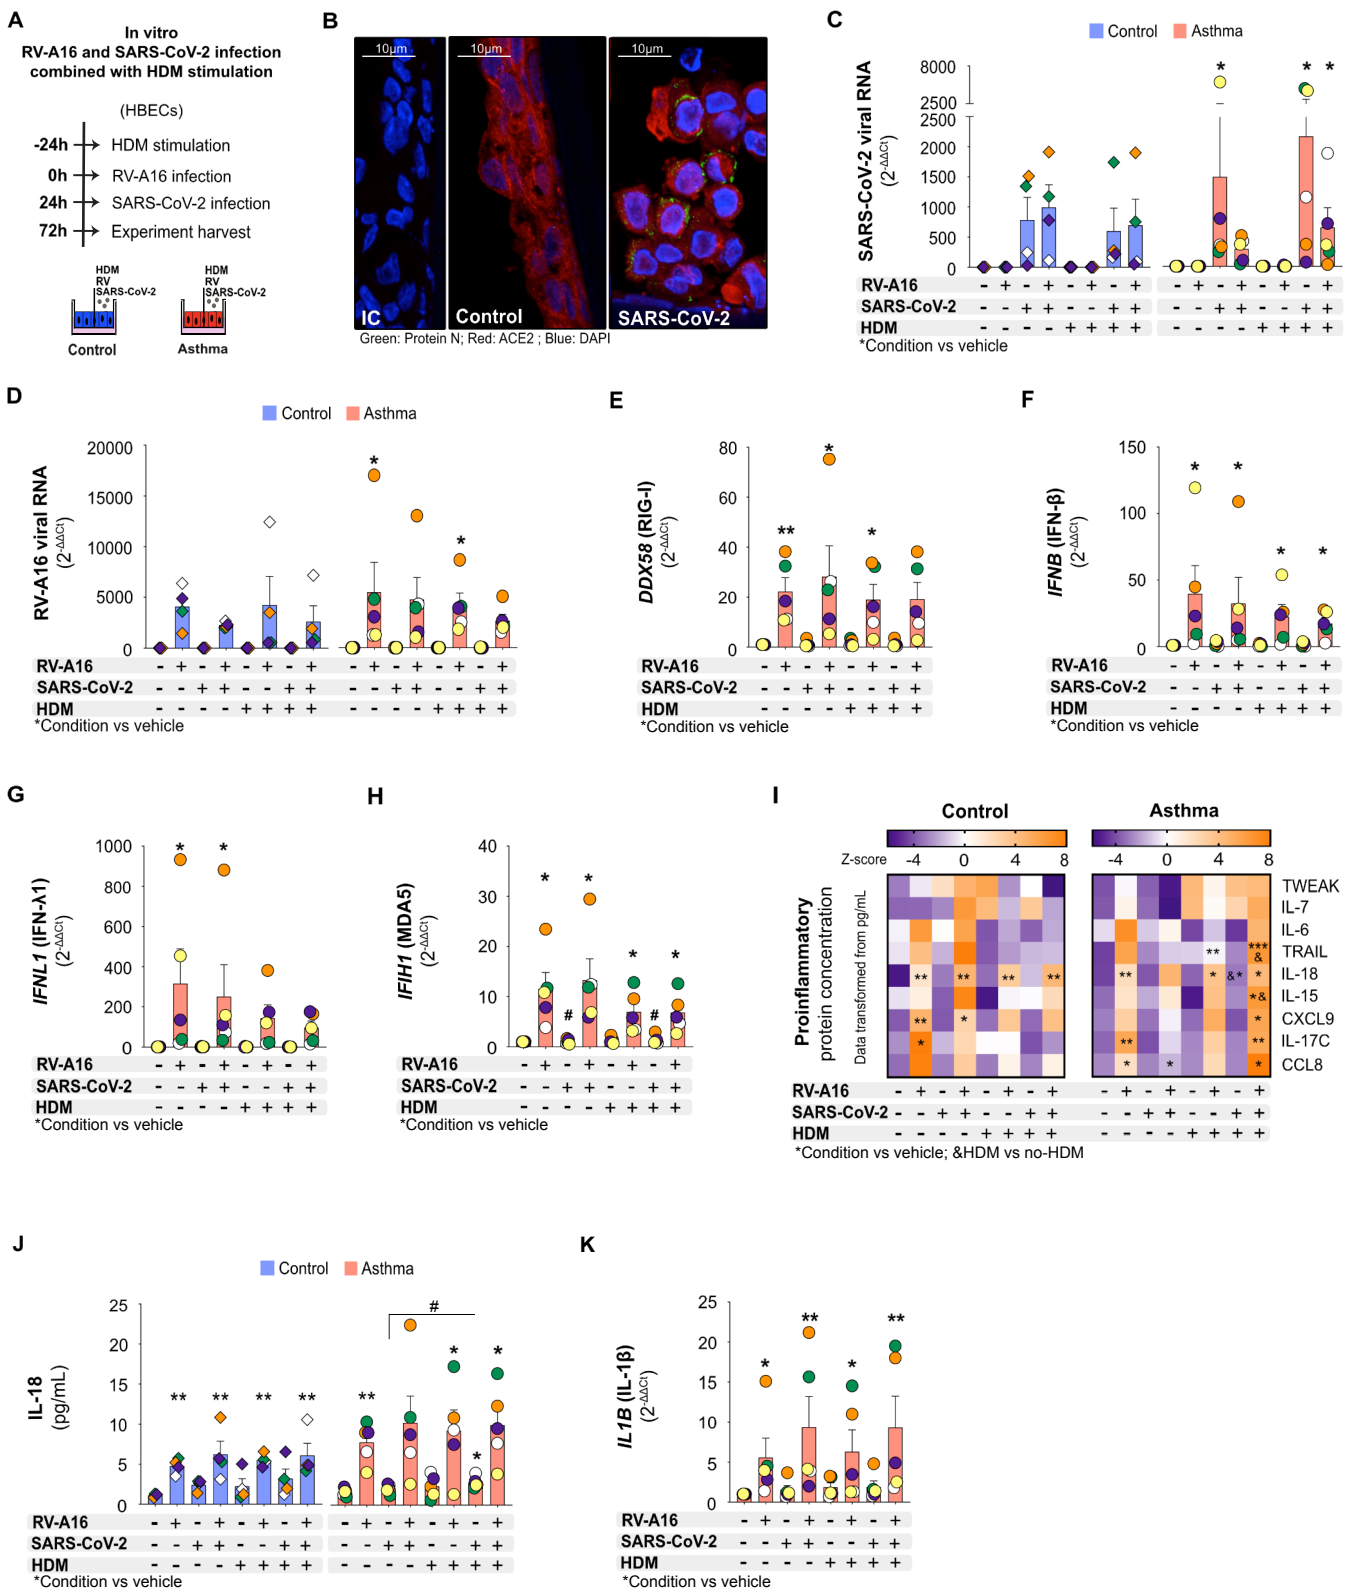 A
In vitro
RV-A16 and SARS-CoV-2 infection
combined with HDM stimulation
(HBECs)
-24h HDM stimulation
0h RV-A16 infection
24h SARS-CoV-2 infection
72h Experiment harvest
HDM
RV
SARS-CoV-2
HDM
RV
SARS-CoV-2
Control Asthma
B
10µm 10µm 10µm
IC Control SARS-CoV-2
Green: Protein N; Red: ACE2 ; Blue: DAPI
C
Control Asthma
SARS-CoV-2 viral RNA
(2-ΔΔCt)
8000
2500
2500
1500
1000
500
0
* * *
RV-A16 - + - + - + - + - + - + - + - +
SARS-CoV-2 - - + + - - + + - - + + - - + +
HDM - - - - + + + + - - - - + + + +
*Condition vs vehicle
D
Control Asthma
RV-A16 viral RNA
(2-ΔΔCt)
20000
15000
10000
5000
0
* *
RV-A16 - + - + - + - + - + - + - + - +
SARS-CoV-2 - - + + - - + + - - + + - - + +
HDM - - - - + + + + - - - - + + + +
*Condition vs vehicle
E
DDX58 (RIG-I)
(2-ΔΔCt)
80
60
40
20
0
** * *
RV-A16 - + - + - + - +
SARS-CoV-2 - - + + - - + +
HDM - - - - + + + +
*Condition vs vehicle
F
IFNB (IFN-β)
(2-ΔΔCt)
150
100
50
0
* * * *
RV-A16 - + - + - + - +
SARS-CoV-2 - - + + - - + +
HDM - - - - + + + +
*Condition vs vehicle
G
IFNL1 (IFN-λ1)
(2-ΔΔCt)
1000
800
600
400
200
0
* *
RV-A16 - + - + - + - +
SARS-CoV-2 - - + + - - + +
HDM - - - - + + + +
*Condition vs vehicle
H
IFIH1 (MDA5)
(2-ΔΔCt)
40
30
20
10
0
* # * * # *
RV-A16 - + - + - + - +
SARS-CoV-2 - - + + - - + +
HDM - - - - + + + +
*Condition vs vehicle
I
Control Asthma
Z-score -4 0 4 8 -4 0 4 8
Proinflammatory
protein concentration
Data transformed from pg/mL
TWEAK
IL-7
IL-6
** *** & TRAIL
** ** ** ** ** * &* * IL-18
*& IL-15
** * * CXCL9
* ** ** IL-17C
* * * CCL8
RV-A16 - + - + - + - + - + - + - + - +
SARS-CoV-2 - - + + - - + + - - + + - - + +
HDM - - - - + + + + - - - - + + + +
*Condition vs vehicle; &HDM vs no-HDM
J
Control Asthma
IL-18
(pg/mL)
25
20
15
10
5
0
** ** ** ** ** # * * *
RV-A16 - + - + - + - + - + - + - + - +
SARS-CoV-2 - - + + - - + + - - + + - - + +
HDM - - - - + + + + - - - - + + + +
*Condition vs vehicle
K
IL1B (IL-1β)
(2-ΔΔCt)
25
20
15
10
5
0
* ** * **
RV-A16 - + - + - + - +
SARS-CoV-2 - - + + - - + +
HDM - - - - + + + +
*Condition vs vehicle